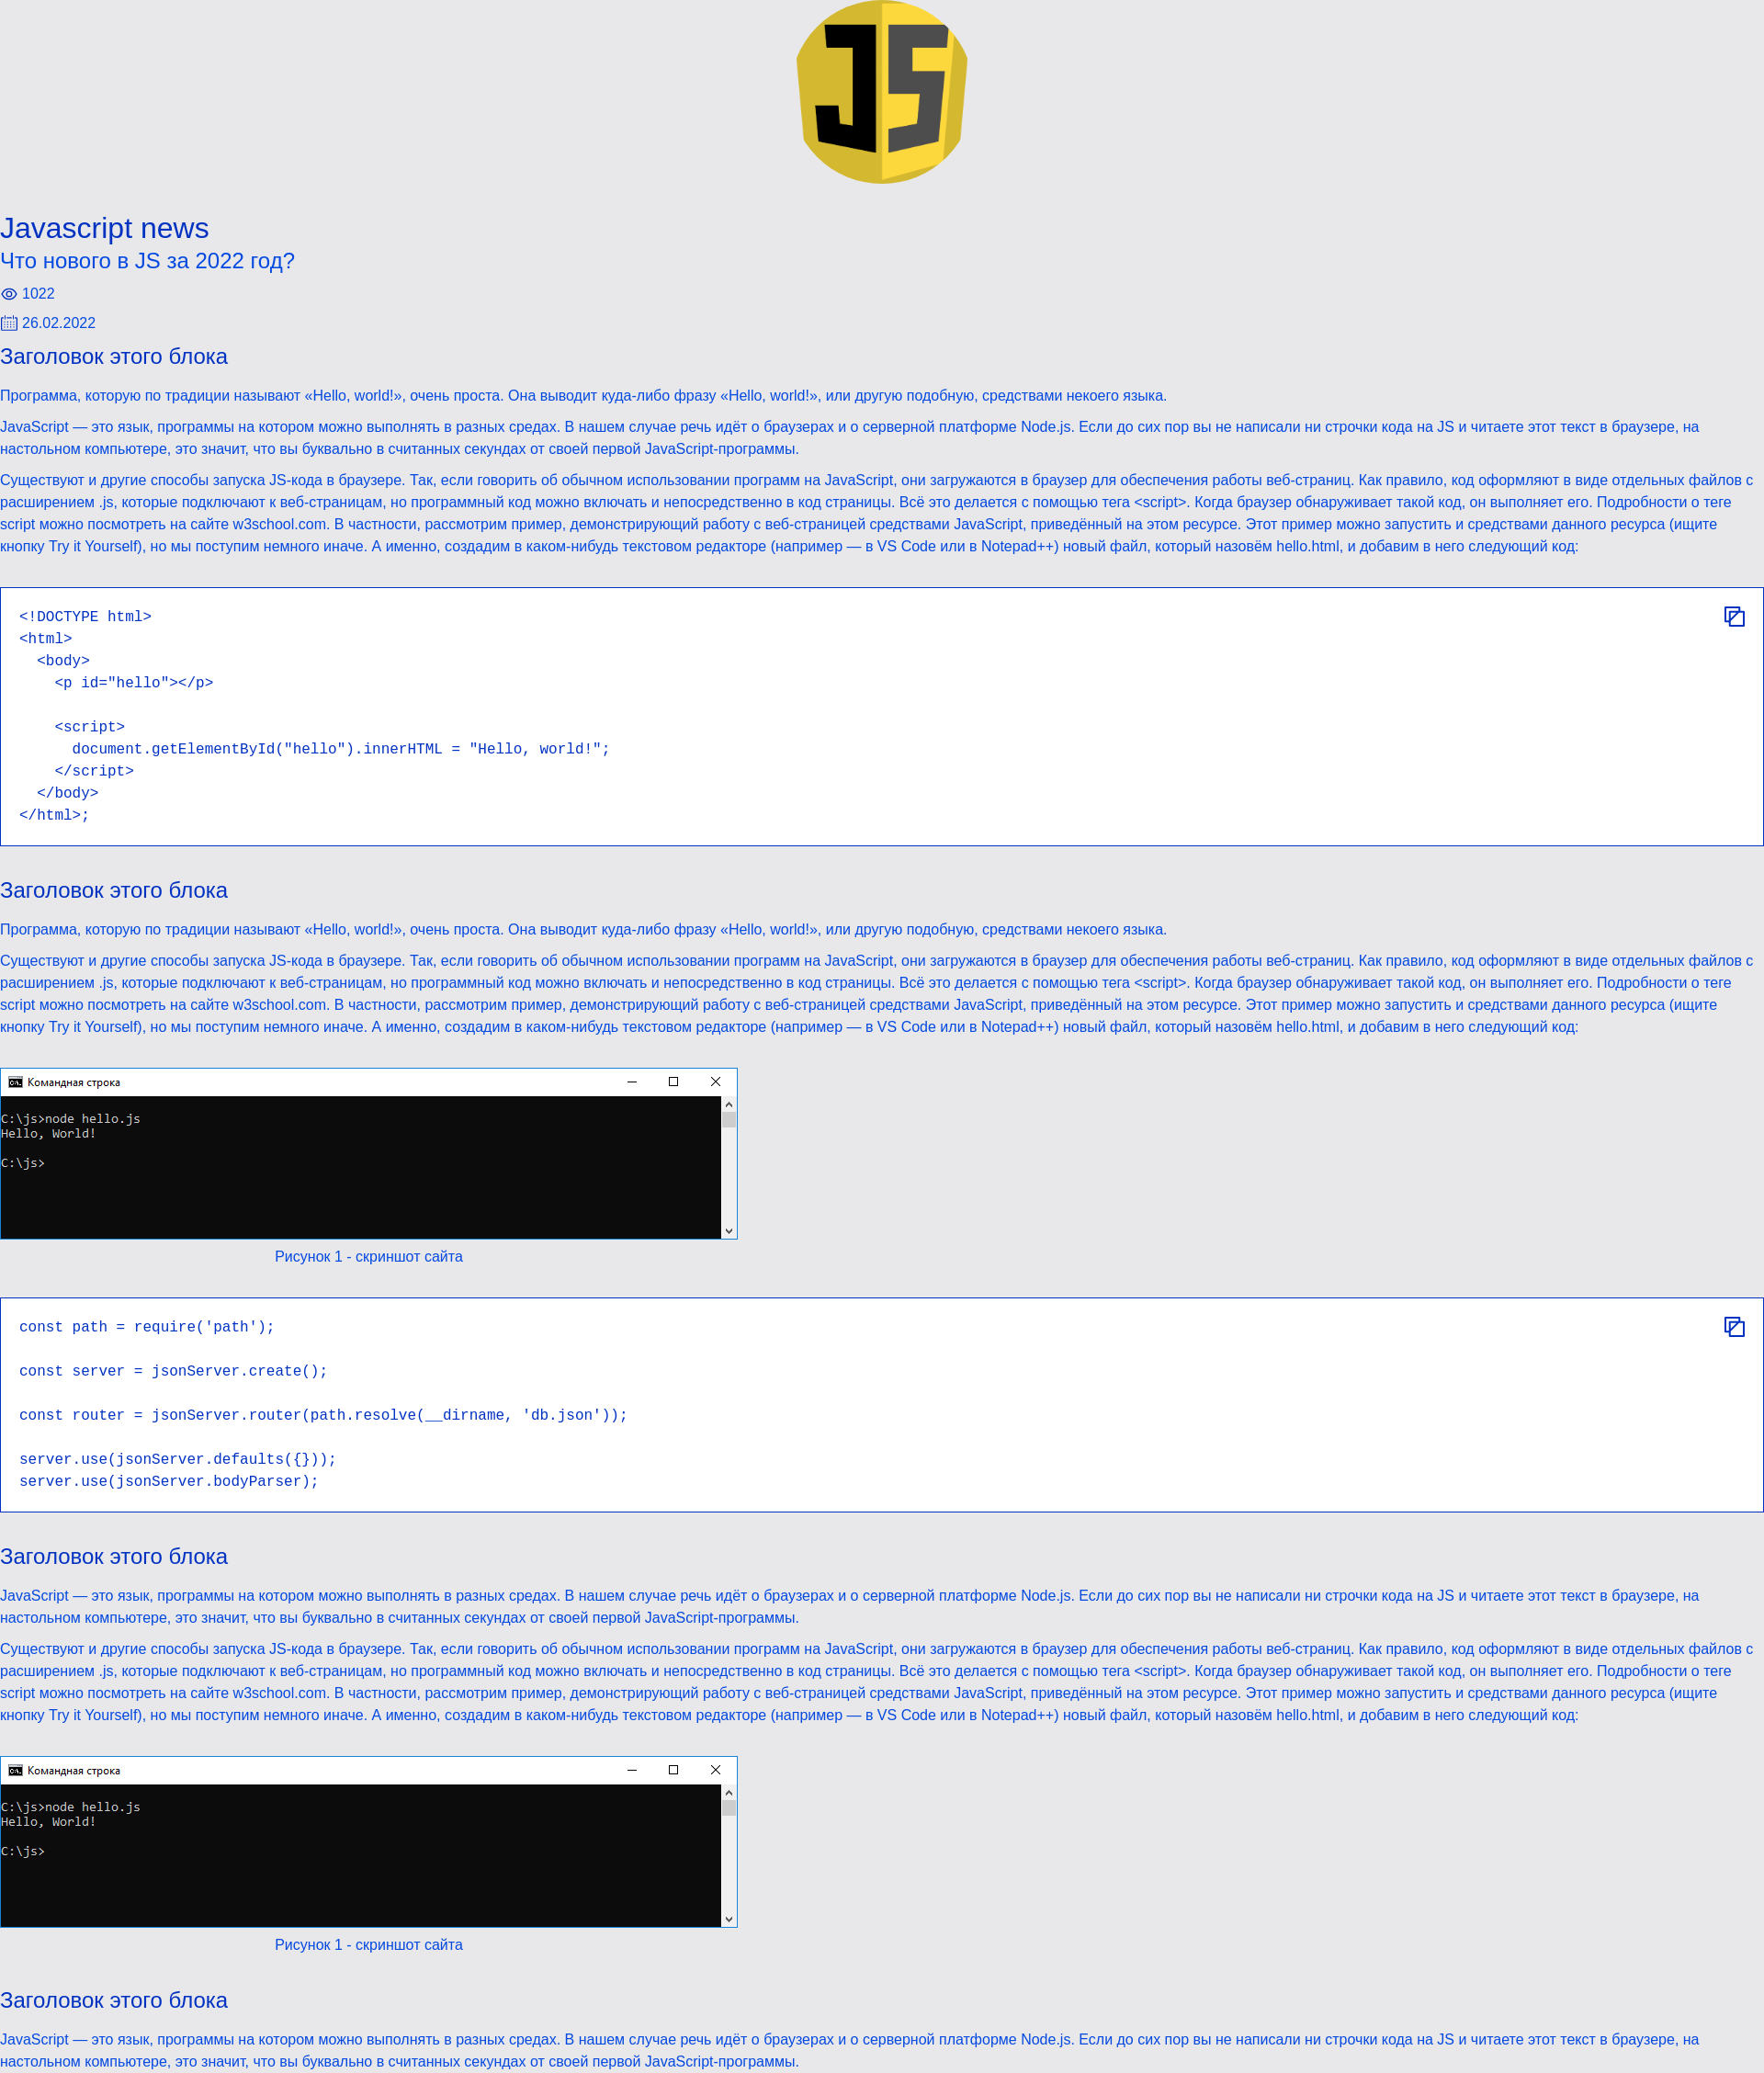 JS
Javascript news
Что нового в JS за 2022 год?
1022
26.02.2022
Заголовок этого блока
Программа, которую по традиции называют «Hello, world!», очень проста. Она выводит куда-либо фразу «Hello, world!», или другую подобную, средствами некоего языка.
JavaScript — это язык, программы на котором можно выполнять в разных средах. В нашем случае речь идёт о браузерах и о серверной платформе Node.js. Если до сих пор вы не написали ни строчки кода на JS и читаете этот текст в браузере, на
настольном компьютере, это значит, что вы буквально в считанных секундах от своей первой JavaScript-программы.
Существуют и другие способы запуска JS-кода в браузере. Так, если говорить об обычном использовании программ на JavaScript, они загружаются в браузер для обеспечения работы веб-страниц. Как правило, код оформляют в виде отдельных файлов с
расширением .js, которые подключают к веб-страницам, но программный код можно включать и непосредственно в код страницы. Всё это делается с помощью тега <script>. Когда браузер обнаруживает такой код, он выполняет его. Подробности о теге
script можно посмотреть на сайте w3school.com. В частности, рассмотрим пример, демонстрирующий работу с веб-страницей средствами JavaScript, приведённый на этом ресурсе. Этот пример можно запустить и средствами данного ресурса (ищите
кнопку Try it Yourself), но мы поступим немного иначе. А именно, создадим в каком-нибудь текстовом редакторе (например — в VS Code или в Notepad++) новый файл, который назовём hello.html, и добавим в него следующий код:
<!DOCTYPE html>
<html>
  <body>
    <p id="hello"></p>

    <script>
      document.getElementById("hello").innerHTML = "Hello, world!";
    </script>
  </body>
</html>;
Заголовок этого блока
Программа, которую по традиции называют «Hello, world!», очень проста. Она выводит куда-либо фразу «Hello, world!», или другую подобную, средствами некоего языка.
Существуют и другие способы запуска JS-кода в браузере. Так, если говорить об обычном использовании программ на JavaScript, они загружаются в браузер для обеспечения работы веб-страниц. Как правило, код оформляют в виде отдельных файлов с
расширением .js, которые подключают к веб-страницам, но программный код можно включать и непосредственно в код страницы. Всё это делается с помощью тега <script>. Когда браузер обнаруживает такой код, он выполняет его. Подробности о теге
script можно посмотреть на сайте w3school.com. В частности, рассмотрим пример, демонстрирующий работу с веб-страницей средствами JavaScript, приведённый на этом ресурсе. Этот пример можно запустить и средствами данного ресурса (ищите
кнопку Try it Yourself), но мы поступим немного иначе. А именно, создадим в каком-нибудь текстовом редакторе (например — в VS Code или в Notepad++) новый файл, который назовём hello.html, и добавим в него следующий код:
Командная строка
C:\js>node hello.js
Hello, World!
C:\js>
Рисунок 1 - скриншот сайта
const path = require('path');

const server = jsonServer.create();

const router = jsonServer.router(path.resolve(__dirname, 'db.json'));

server.use(jsonServer.defaults({}));
server.use(jsonServer.bodyParser);
Заголовок этого блока
JavaScript — это язык, программы на котором можно выполнять в разных средах. В нашем случае речь идёт о браузерах и о серверной платформе Node.js. Если до сих пор вы не написали ни строчки кода на JS и читаете этот текст в браузере, на
настольном компьютере, это значит, что вы буквально в считанных секундах от своей первой JavaScript-программы.
Существуют и другие способы запуска JS-кода в браузере. Так, если говорить об обычном использовании программ на JavaScript, они загружаются в браузер для обеспечения работы веб-страниц. Как правило, код оформляют в виде отдельных файлов с
расширением .js, которые подключают к веб-страницам, но программный код можно включать и непосредственно в код страницы. Всё это делается с помощью тега <script>. Когда браузер обнаруживает такой код, он выполняет его. Подробности о теге
script можно посмотреть на сайте w3school.com. В частности, рассмотрим пример, демонстрирующий работу с веб-страницей средствами JavaScript, приведённый на этом ресурсе. Этот пример можно запустить и средствами данного ресурса (ищите
кнопку Try it Yourself), но мы поступим немного иначе. А именно, создадим в каком-нибудь текстовом редакторе (например — в VS Code или в Notepad++) новый файл, который назовём hello.html, и добавим в него следующий код:
Командная строка
C:\js>node hello.js
Hello, World!
C:\js>
Рисунок 1 - скриншот сайта
Заголовок этого блока
JavaScript — это язык, программы на котором можно выполнять в разных средах. В нашем случае речь идёт о браузерах и о серверной платформе Node.js. Если до сих пор вы не написали ни строчки кода на JS и читаете этот текст в браузере, на
настольном компьютере, это значит, что вы буквально в считанных секундах от своей первой JavaScript-программы.